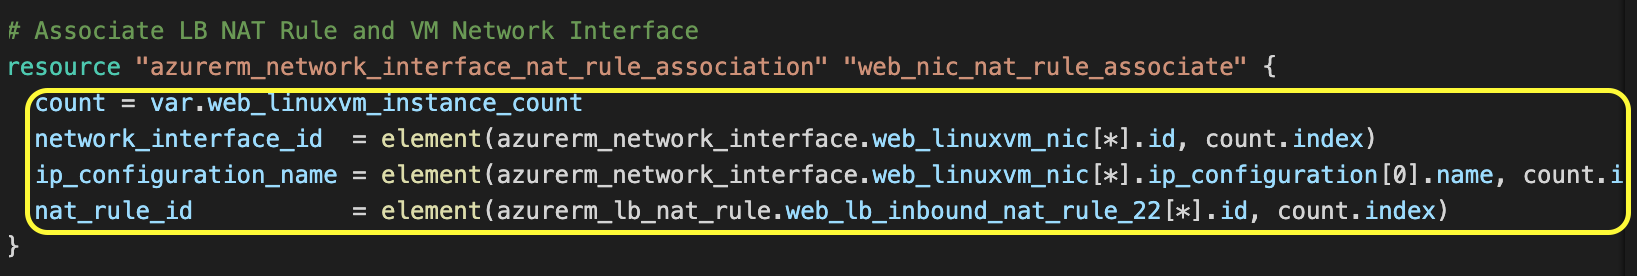 # Associate LB NAT Rule and VM Network Interface
resource "azurerm_network_interface_nat_rule_association" "web_nic_nat_rule_associate" {
count = var.web_linuxvm_instance_count
network_interface_id  = element(azurerm_network_interface.web_linuxvm_nic[*].id, count.index)
ip_configuration_name = element(azurerm_network_interface.web_linuxvm_nic[*].ip_configuration[0].name, count.i
nat_rule_id           = element(azurerm_lb_nat_rule.web_lb_inbound_nat_rule_22[*].id, count.index)
}